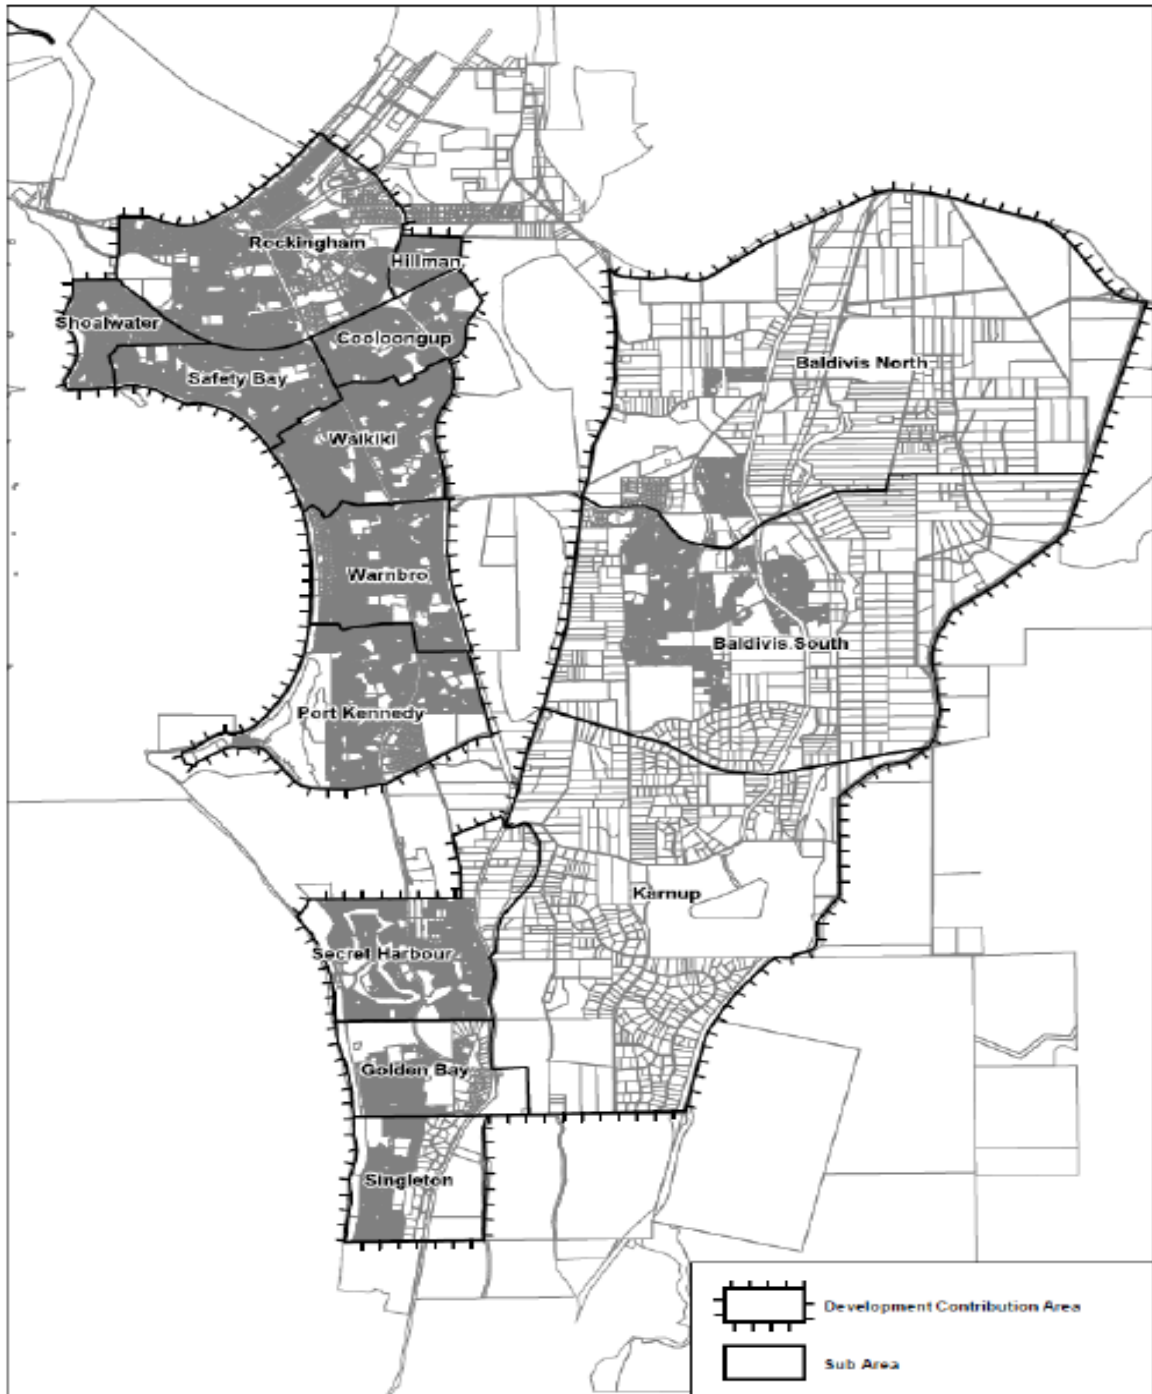 Rockingham
Hillman
Shoalwater
Cooloongup
Safety Bay
Baldivis North
Waikiki
Warnbro
Baldivis South
Port Kennedy
Karnup
Secret Harbour
Golden Bay
Singleton
Development Contribution Area
Sub Area